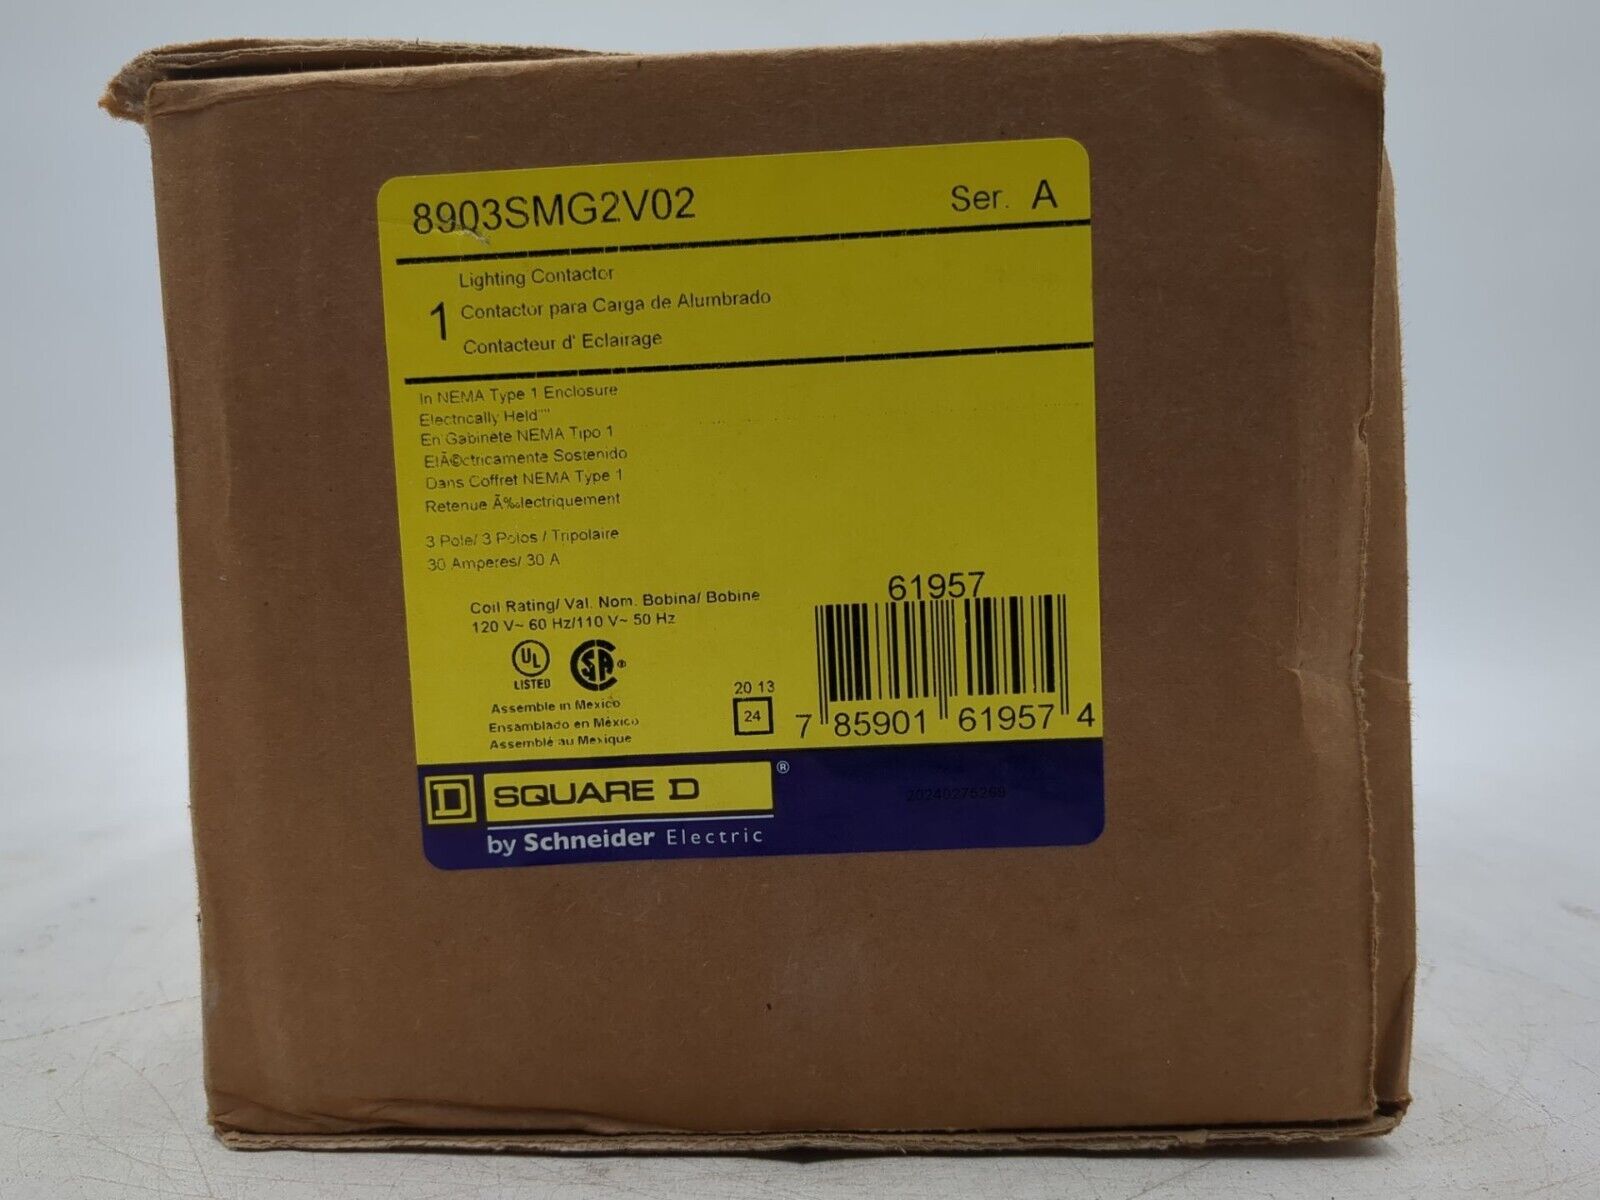 8903SMG2V02 Ser. A
1
Lighting Contactor
Contactor para Carga de Alumbrado
Contacteur d' Eclairage
In NEMA Type 1 Enclosure
Electrically Held""
En Gabinete NEMA Tipo 1
ElÃ©ctricamente Sostenido
Dans Coffret NEMA Type 1
Retenue Ã‰lectriquement
3 Pole/ 3 Polos / Tripolaire
30 Amperes/ 30 A
Coil Rating/ Val. Nom. Bobina/ Bobine
120 V~ 60 Hz/110 V~ 50 Hz
UL
LISTED
SA ®
Assemble in Mexico
Ensamblado en México
Assemblé au Mexique
20 13
24
61957
7 85901 61957 4
D SQUARE D ®
by Schneider Electric
20240275268